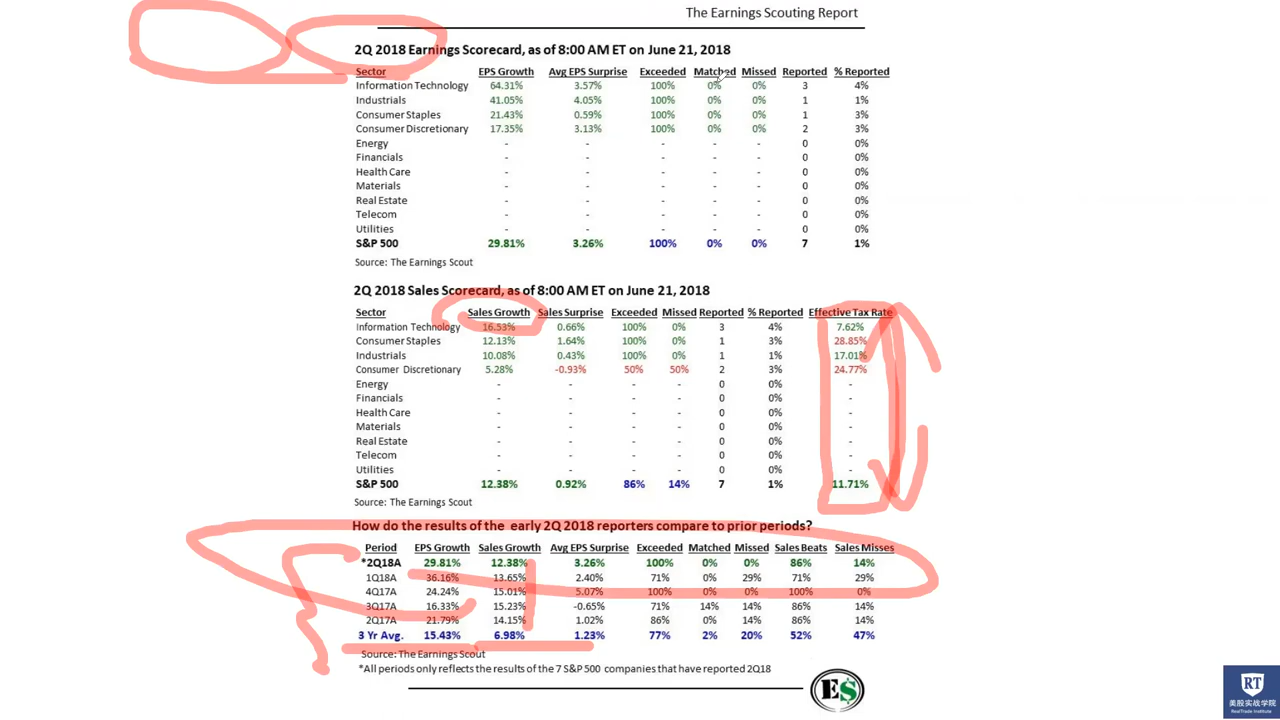 The Earnings Scouting Report
2Q 2018 Earnings Scorecard, as of 8:00 AM ET on June 21, 2018
Sector EPS Growth Avg EPS Surprise Exceeded Matched Missed Reported % Reported
Information Technology 64.31% 3.57% 100% 0% 0% 3 4%
Industrials 41.05% 4.05% 100% 0% 0% 1 1%
Consumer Staples 21.43% 0.59% 100% 0% 0% 1 3%
Consumer Discretionary 17.35% 3.13% 100% 0% 0% 2 3%
Energy - - - - - 0 0%
Financials - - - - - 0 0%
Health Care - - - - - 0 0%
Materials - - - - - 0 0%
Real Estate - - - - - 0 0%
Telecom - - - - - 0 0%
Utilities - - - - - 0 0%
S&P 500 29.81% 3.26% 100% 0% 0% 7 1%
Source: The Earnings Scout
2Q 2018 Sales Scorecard, as of 8:00 AM ET on June 21, 2018
Sector Sales Growth Sales Surprise Exceeded Missed Reported % Reported Effective Tax Rate
Information Technology 16.53% 0.66% 100% 0% 3 4% 7.62%
Consumer Staples 12.13% 1.64% 100% 0% 1 3% 28.85%
Industrials 10.08% 0.43% 100% 0% 1 1% 17.01%
Consumer Discretionary 5.28% -0.93% 50% 50% 2 3% 24.77%
Energy - - - - 0 0% -
Financials - - - - 0 0% -
Health Care - - - - 0 0% -
Materials - - - - 0 0% -
Real Estate - - - - 0 0% -
Telecom - - - - 0 0% -
Utilities - - - - 0 0% -
S&P 500 12.38% 0.92% 86% 14% 7 1% 11.71%
Source: The Earnings Scout
How do the results of the early 2Q 2018 reporters compare to prior periods?
Period EPS Growth Sales Growth Avg EPS Surprise Exceeded Matched Missed Sales Beats Sales Misses
*2Q18A 29.81% 12.38% 3.26% 100% 0% 0% 86% 14%
1Q18A 36.16% 13.65% 2.40% 71% 0% 29% 71% 29%
4Q17A 24.24% 15.01% 5.07% 100% 0% 0% 100% 0%
3Q17A 16.33% 15.23% -0.65% 71% 14% 14% 86% 14%
2Q17A 21.79% 14.15% 1.02% 86% 0% 14% 86% 14%
3 Yr Avg. 15.43% 6.98% 1.23% 77% 2% 20% 52% 47%
Source: The Earnings Scout
*All periods only reflects the results of the 7 S&P 500 companies that have reported 2Q18
E$
RT
美股实战学院
RealTrade Institute